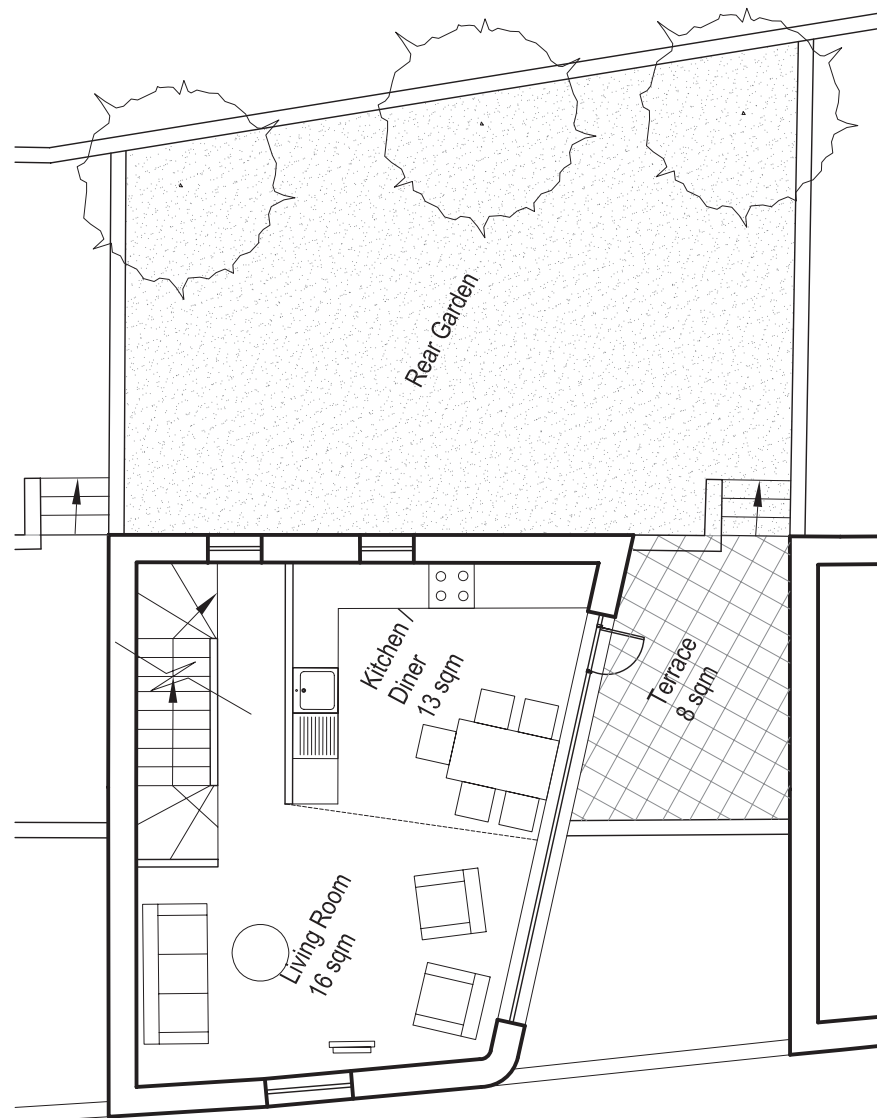 Rear Garden
Kitchen /
Diner
13 sqm
Terrace
8 sqm
Living Room
16 sqm